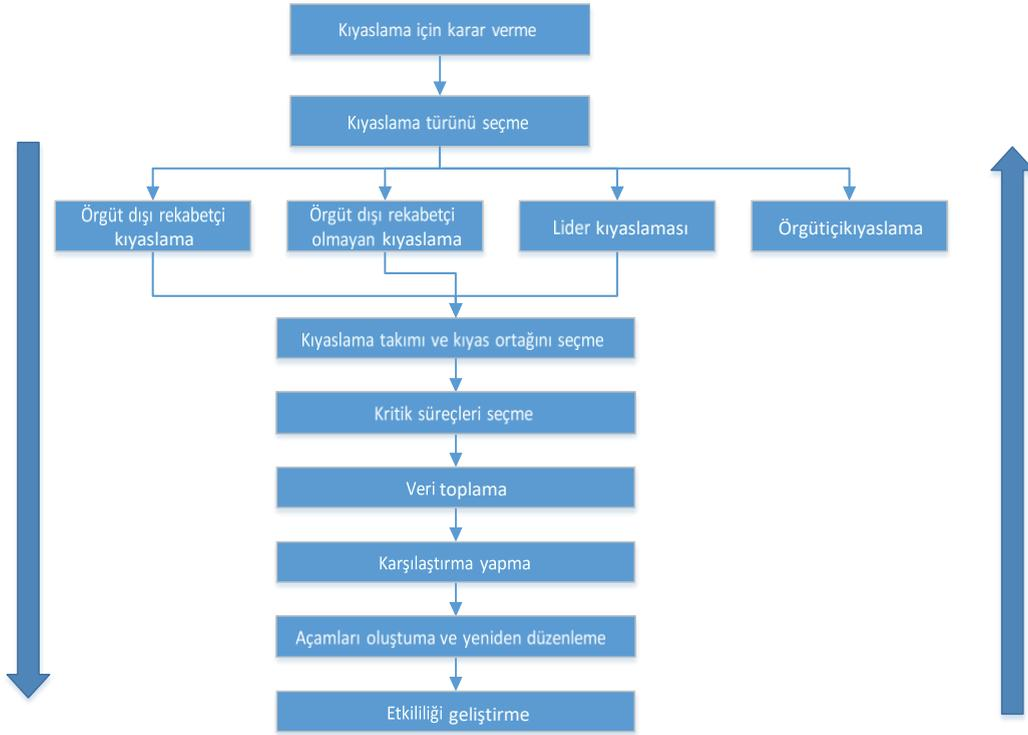 Kıyaslama için karar verme
Kıyaslama türünü seçme
Örgüt dışı rekabetçi
kıyaslama
Örgüt dışı rekabetçi
olmayan kıyaslama
Lider kıyaslaması
Örgütiçikıyaslama
Kıyaslama takımı ve kıyas ortağını seçme
Kritik süreçleri seçme
Veri toplama
Karşılaştırma yapma
Açamları oluştuma ve yeniden düzenleme
Etkililiği geliştirme